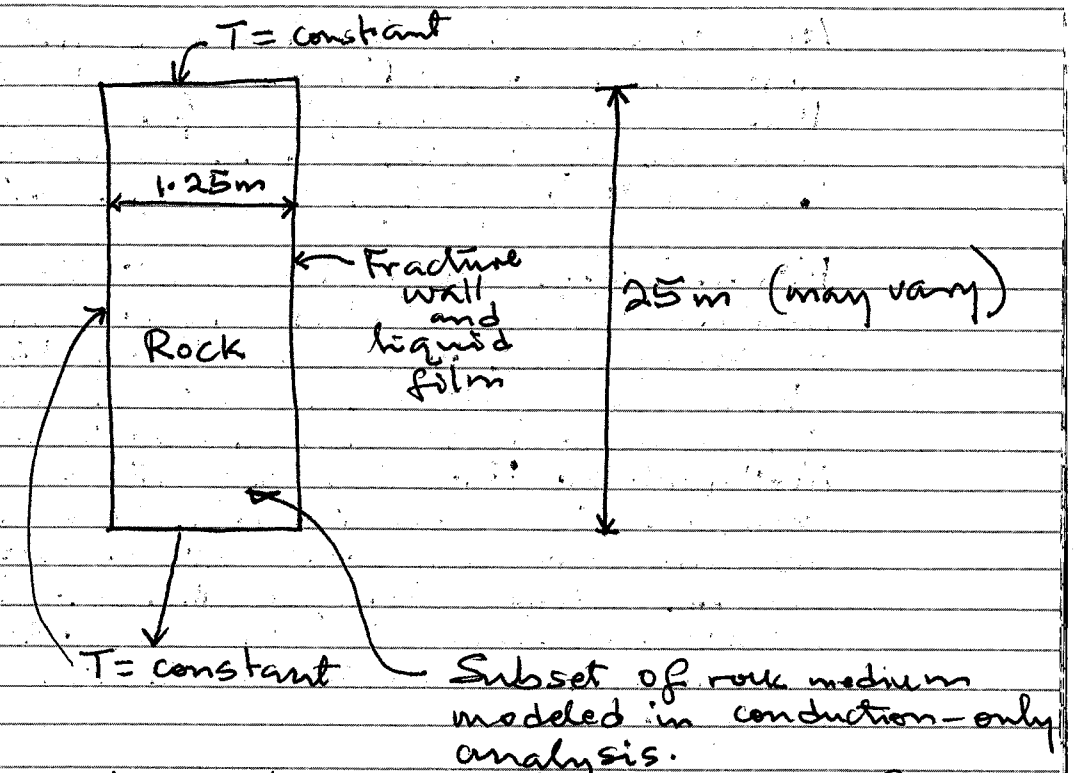 T = constant
1.25m
Fracture
wall
and
liquid
film
25m (may vary)
Rock
T = constant
Subset of rock medium
modeled in conduction-only
analysis.